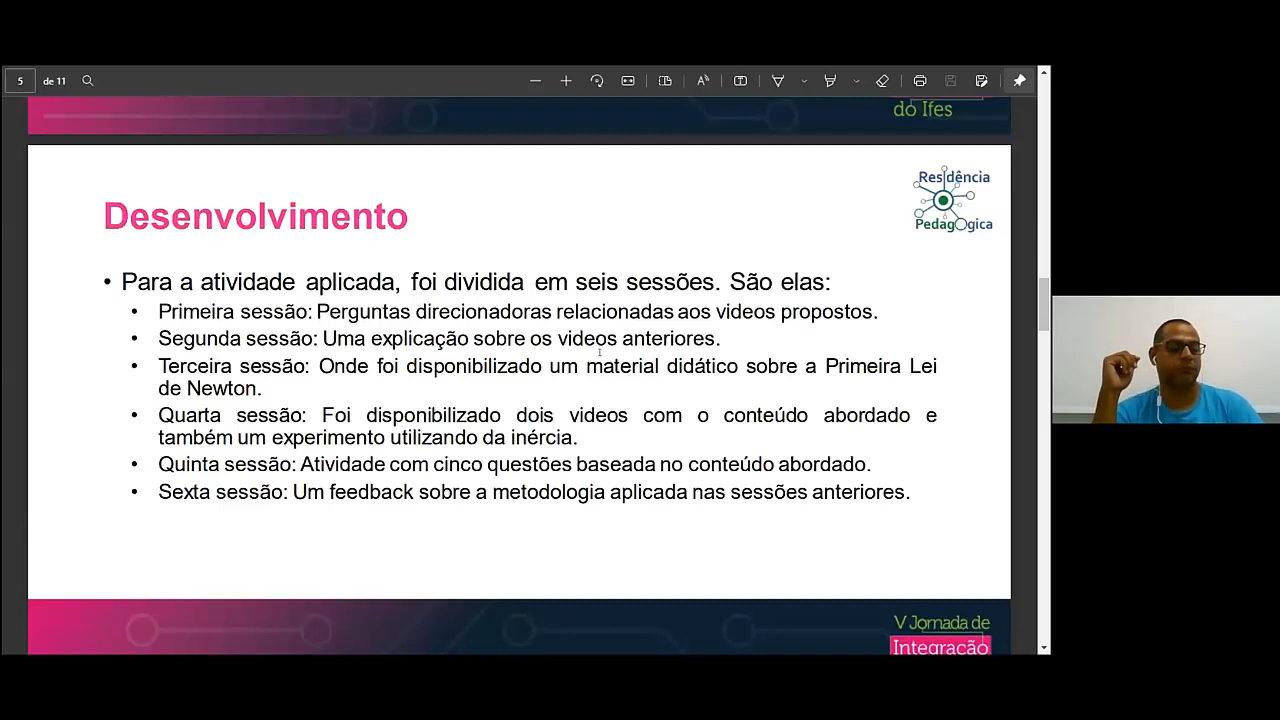 5 de 11
do Ifes
Residência
Pedagógica
Desenvolvimento
• Para a atividade aplicada, foi dividida em seis sessões. São elas:
• Primeira sessão: Perguntas direcionadoras relacionadas aos videos propostos.
• Segunda sessão: Uma explicação sobre os videos anteriores.
• Terceira sessão: Onde foi disponibilizado um material didático sobre a Primeira Lei
de Newton.
• Quarta sessão: Foi disponibilizado dois videos com o conteúdo abordado e
também um experimento utilizando da inércia.
• Quinta sessão: Atividade com cinco questões baseada no conteúdo abordado.
• Sexta sessão: Um feedback sobre a metodologia aplicada nas sessões anteriores.
V Jornada de
Integração